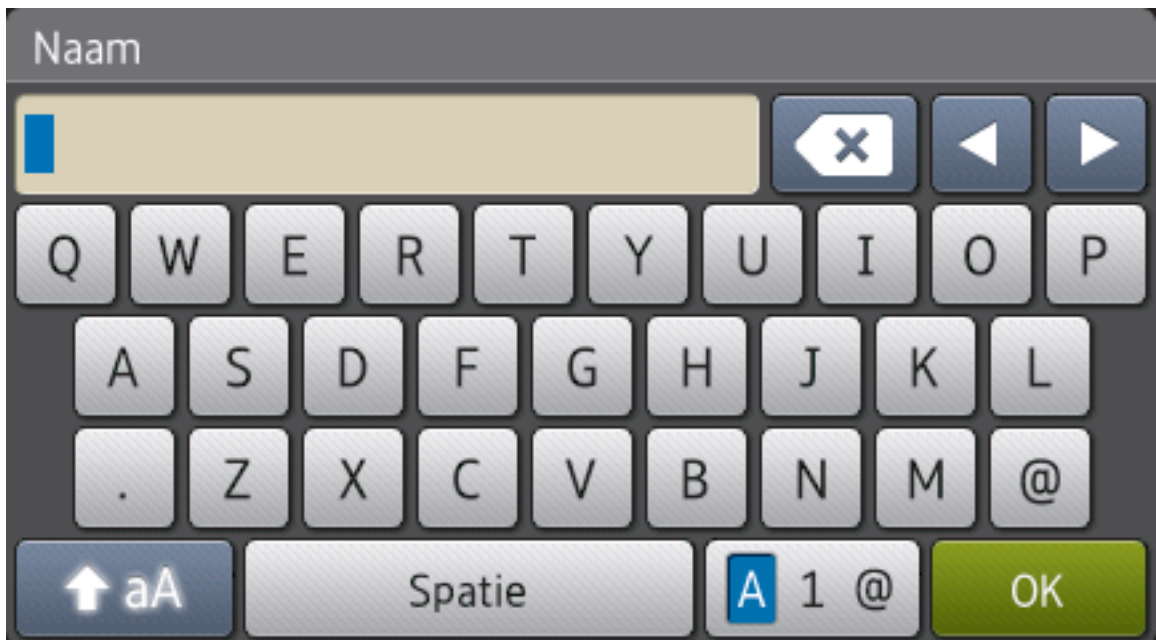 Naam
Q W E R T Y U I O P
A S D F G H J K L
. Z X C V B N M @
aA Spatie A 1 @ OK